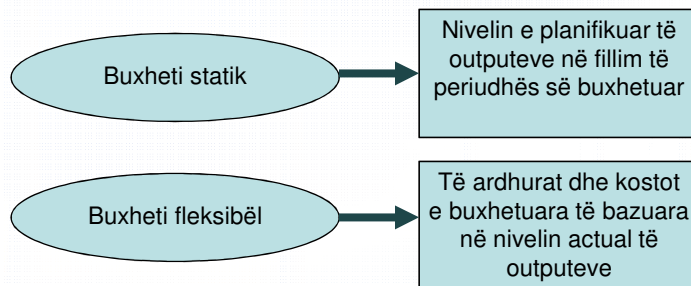 Buxheti statik
Nivelin e planifikuar të
outputeve në fillim të
periudhës së buxhetuar
Buxheti fleksibël
Të ardhurat dhe kostot
e buxhetuara të bazuara
në nivelin actual të
outputeve